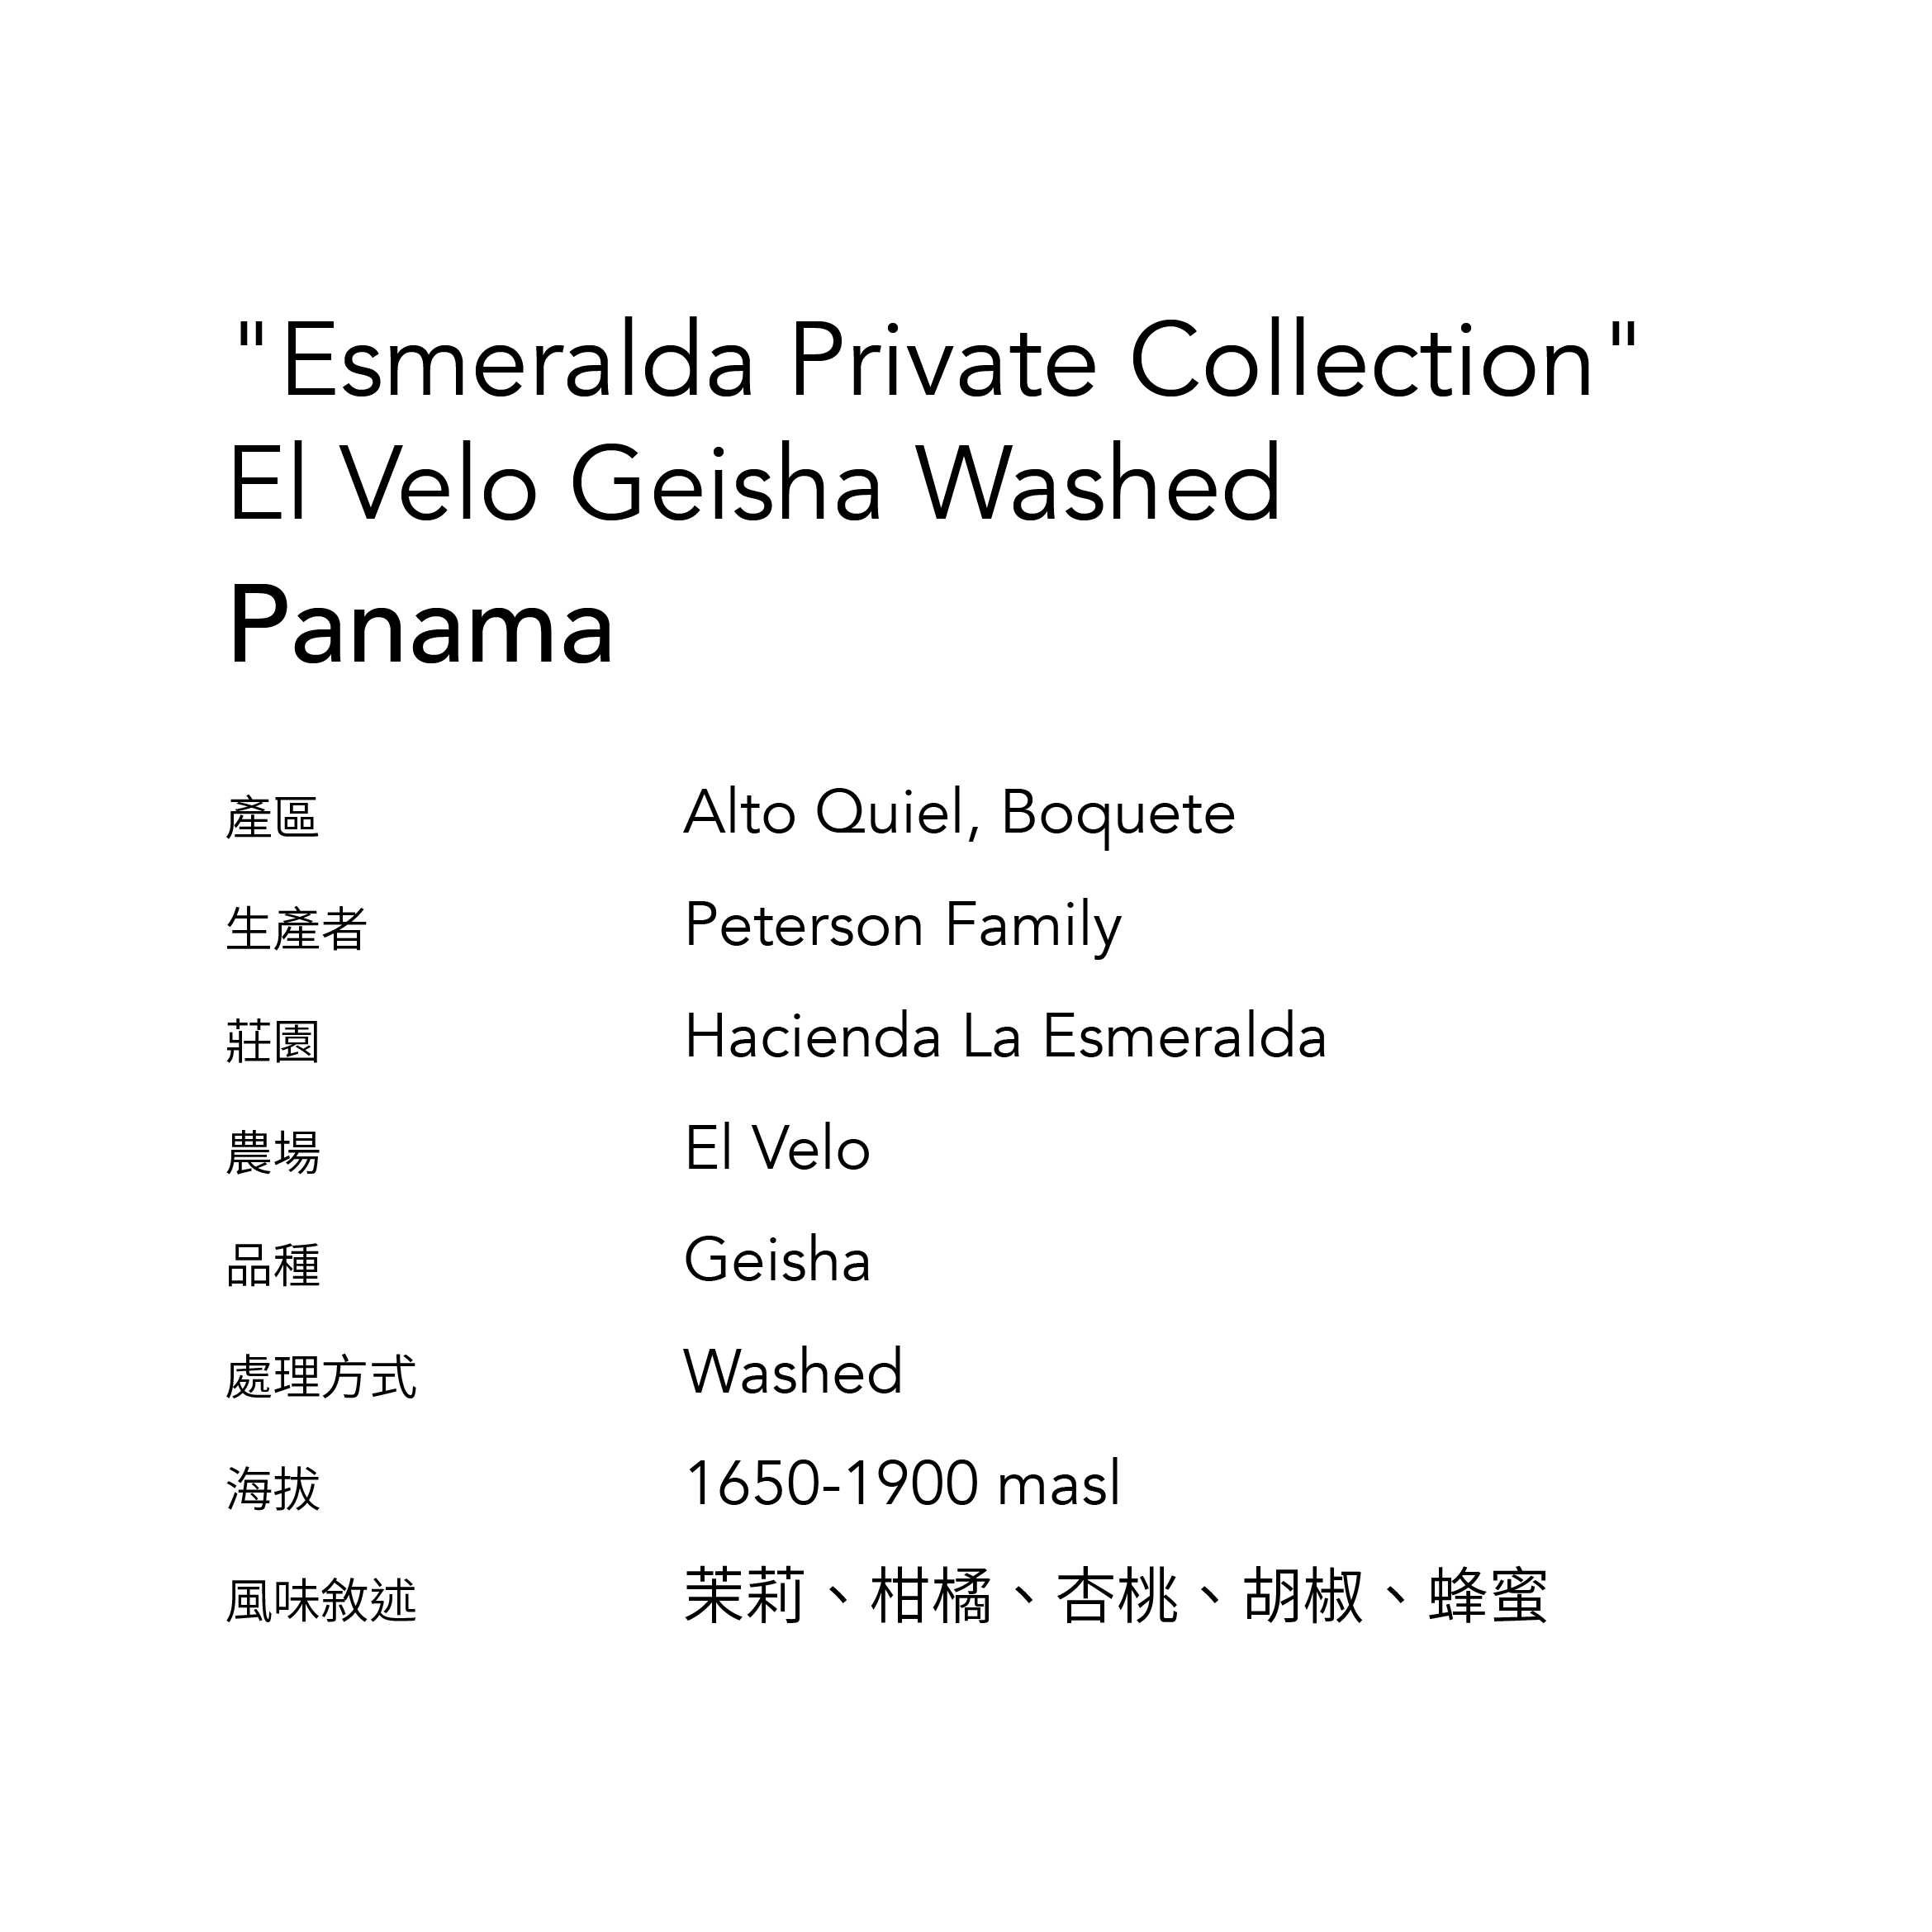 "Esmeralda Private Collection"
El Velo Geisha Washed
Panama
產區 Alto Quiel, Boquete
生產者 Peterson Family
莊園 Hacienda La Esmeralda
農場 El Velo
品種 Geisha
處理方式 Washed
海拔 1650-1900 masl
風味敘述 茉莉、柑橘、杏桃、胡椒、蜂蜜